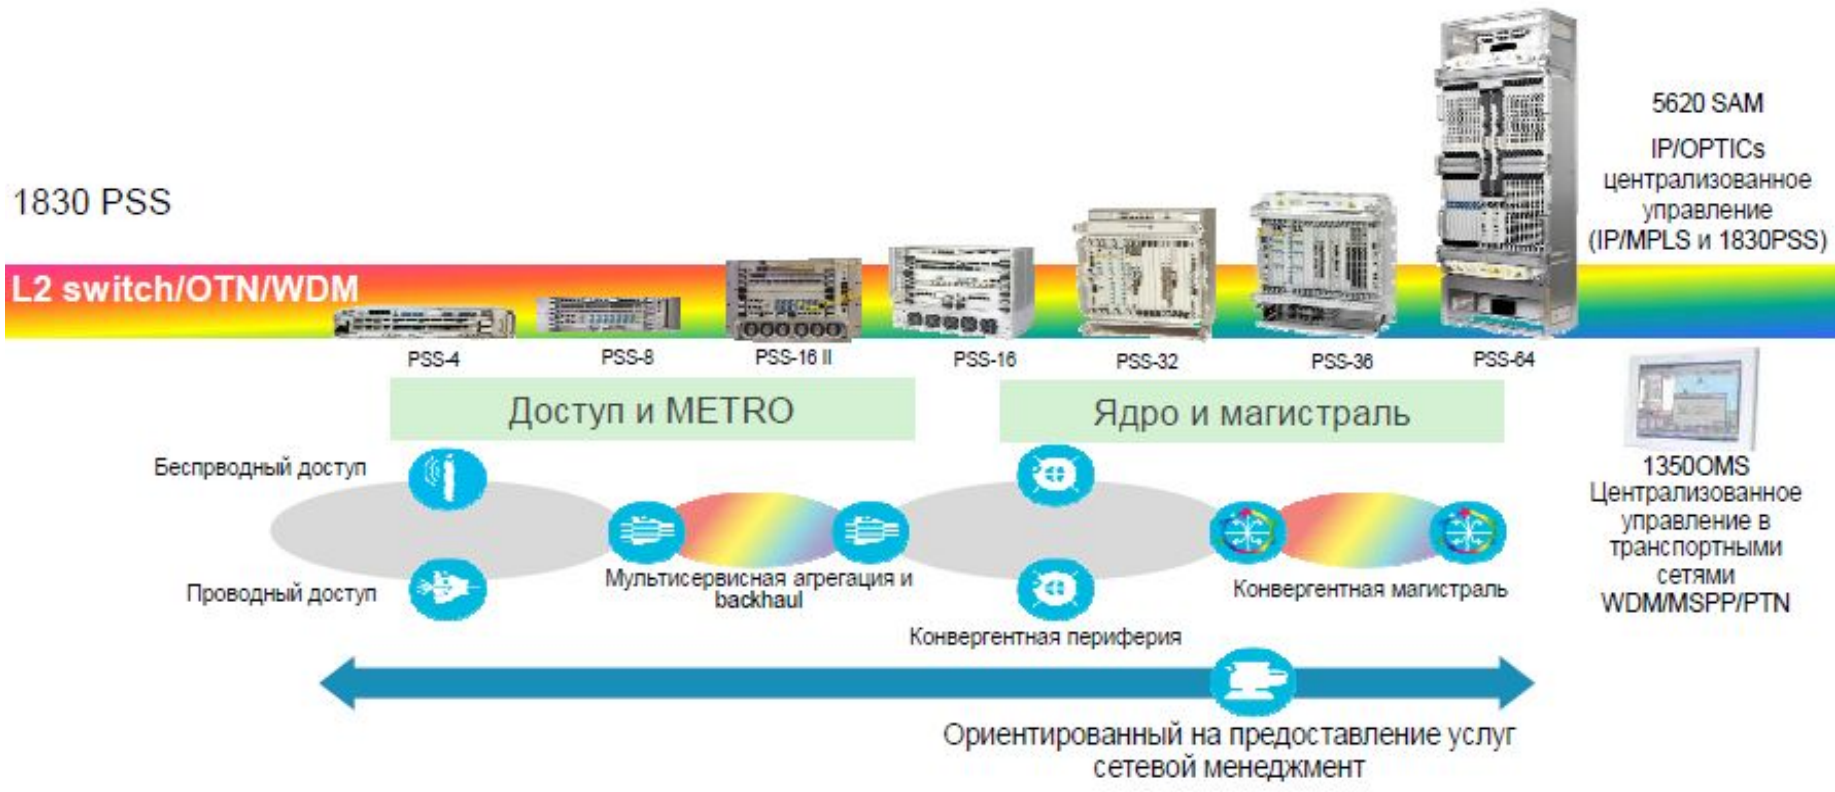 5620 SAM
IP/OPTICs
централизованное
управление
(IP/MPLS и 1830PSS)
1830 PSS
L2 switch/OTN/WDM
PSS-4
PSS-8
PSS-16 II
PSS-16
PSS-32
PSS-36
PSS-64
Доступ и METRO
Ядро и магистраль
Беспрводный доступ
Проводный доступ
Мультисервисная агрегация и
backhaul
Конвергентная периферия
Конвергентная магистраль
1350OMS
Централизованное
управление в
транспортными
сетями
WDM/MSPP/PTN
Ориентированный на предоставление услуг
сетевой менеджмент